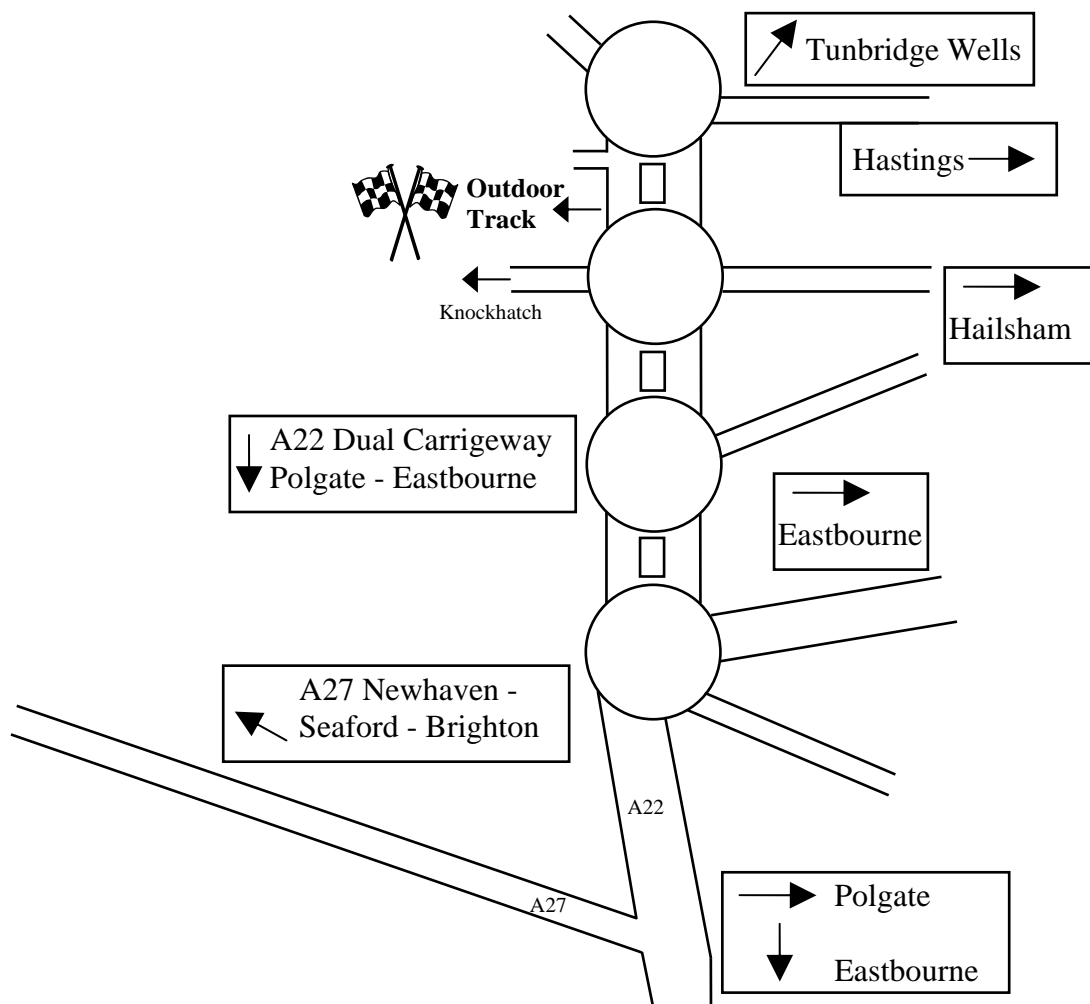 Tunbridge Wells
Hastings
Outdoor
Track
Knockhatch
Hailsham
A22 Dual Carrigeway
Polgate - Eastbourne
Eastbourne
A27 Newhaven -
Seaford - Brighton
A22
A27
Polgate
Eastbourne